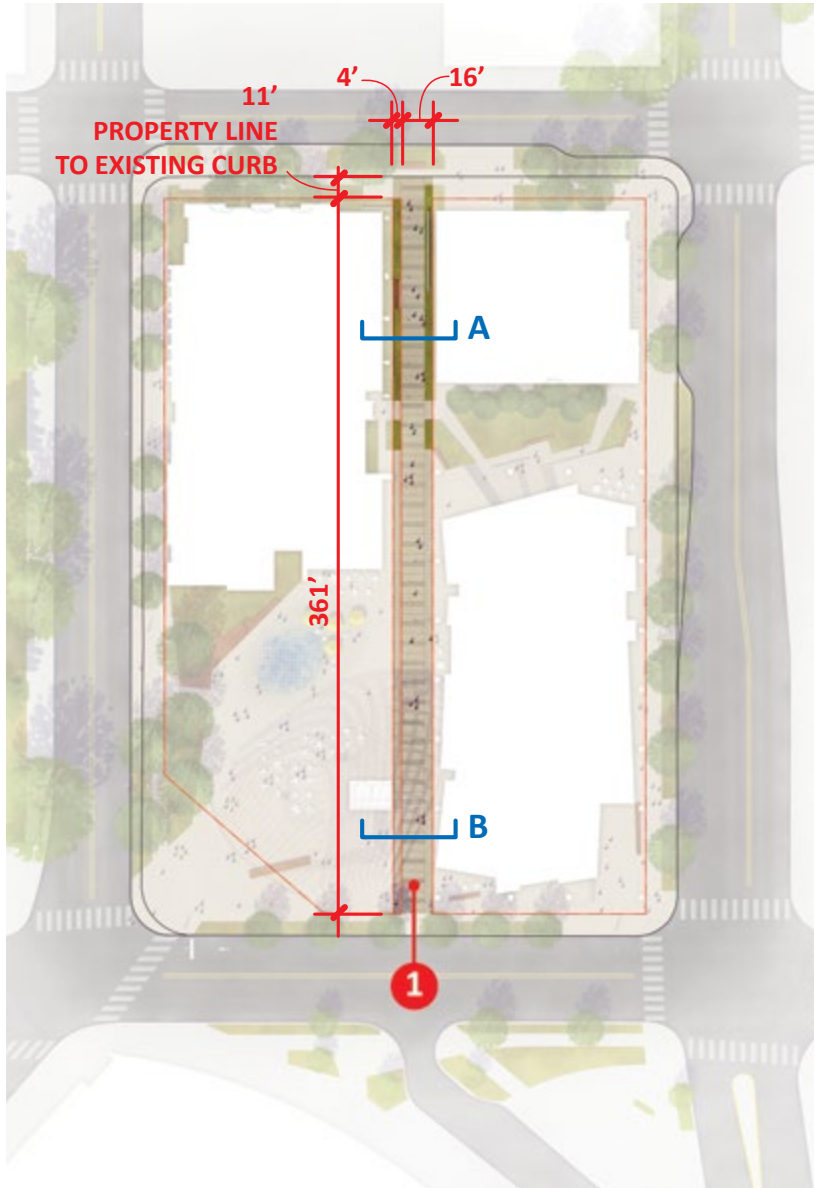 4’
16’
11’
PROPERTY LINE
TO EXISTING CURB
A
361’
B
1